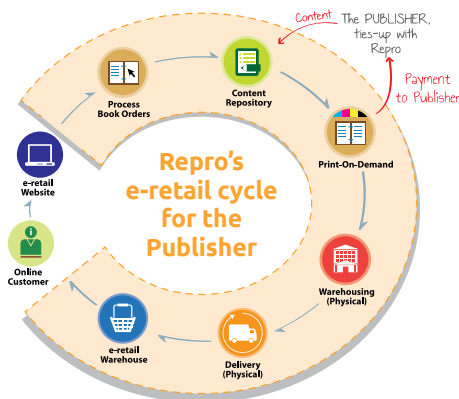 Content
The PUBLISHER,
ties-up with
Repro
Payment
to Publisher
Content
Repository
Process
Book Orders
Print-On-Demand
e-retail
Website
Repro's
e-retail cycle
for the
Publisher
Online
Customer
Warehousing
(Physical)
e-retail
Warehouse
Delivery
(Physical)